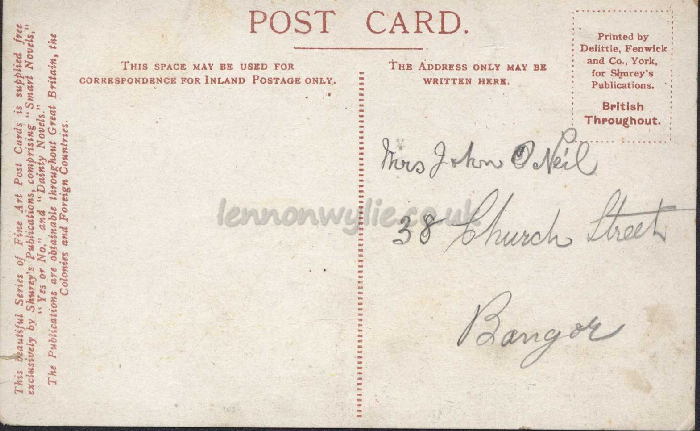 POST CARD.
THIS SPACE MAY BE USED FOR
CORRESPONDENCE FOR INLAND POSTAGE ONLY.
THE ADDRESS ONLY MAY BE
WRITTEN HERE.
Printed by
Delittle, Fenwick
and Co., York,
for Shurey's
Publications.
British
Throughout.
This Beautiful Series of Fine Art Post Cards is supplied free
exclusively by Shurey's Publications, comprising "Smart Novels,"
"Yes or No," and "Dainty Novels."
The Publications are obtainable throughout Great Britain, the
Colonies and Foreign Countries.
Mrs John O'Neil
38 Church Street
Bangor
lennonwylie.co.uk